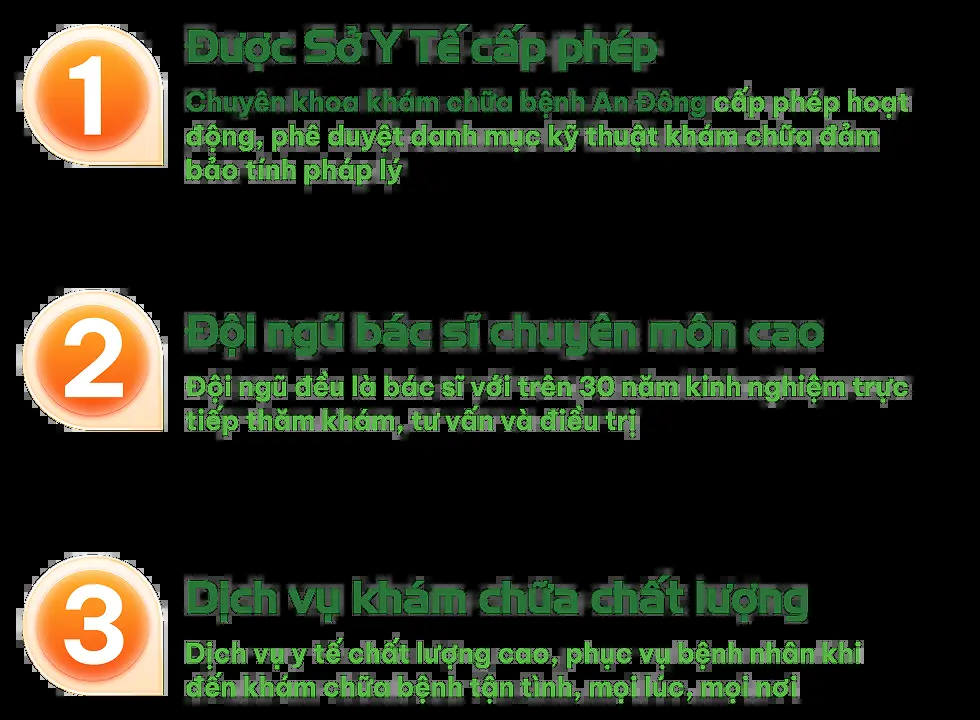 1
Được Sở Y Tế cấp phép
Chuyên khoa khám chữa bệnh An Đông cấp phép hoạt
động, phê duyệt danh mục kỹ thuật khám chữa đảm
bảo tính pháp lý
2
Đội ngũ bác sĩ chuyên môn cao
Đội ngũ đều là bác sĩ với trên 30 năm kinh nghiệm trực
tiếp thăm khám, tư vấn và điều trị
3
Dịch vụ khám chữa chất lượng
Dịch vụ y tế chất lượng cao, phục vụ bệnh nhân khi
đến khám chữa bệnh tận tình, mọi lúc, mọi nơi